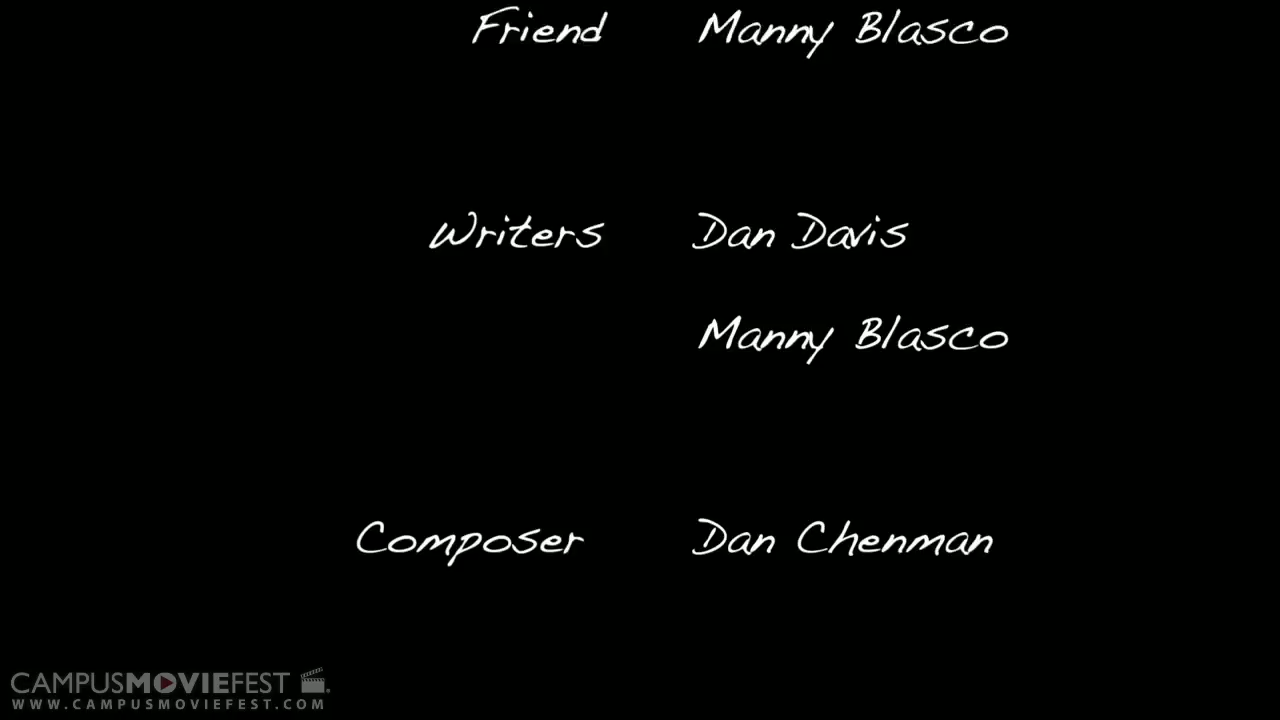 Friend Manny Blasco
Writers Dan Davis
Manny Blasco
Composer Dan Chenman
CAMPUSMOVIEFEST
WWW.CAMPUSMOVIEFEST.COM